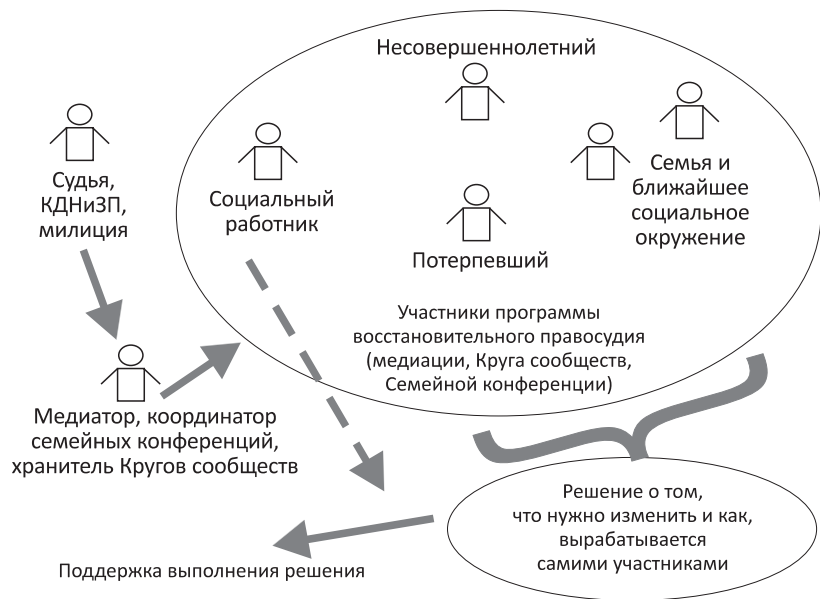 Несовершеннолетний
Судья,
КДНиЗП,
милиция
Социальный
работник
Семья и
ближайшее
социальное
окружение
Потерпевший
Участники программы
восстановительного правосудия
(медиации, Круга сообществ,
Семейной конференции)
Медиатор, координатор
семейных конференций,
хранитель Кругов сообществ
Решение о том,
что нужно изменить и как,
вырабатывается
самими участниками
Поддержка выполнения решения